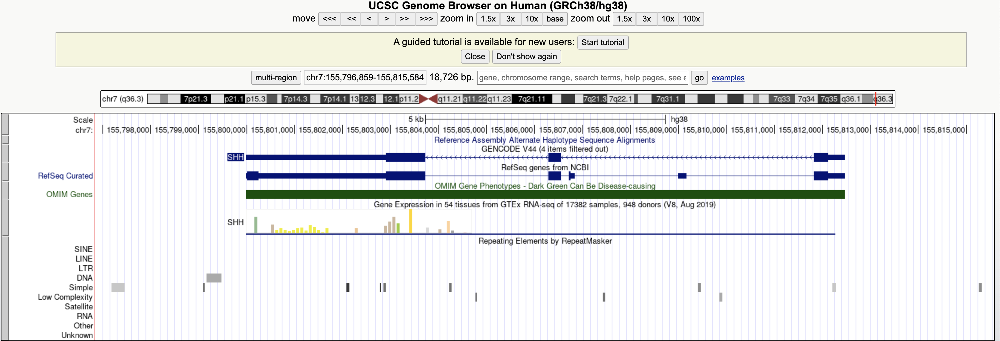 UCSC Genome Browser on Human (GRCh38/hg38)
move <<< << < > >> >>> zoom in 1.5x 3x 10x base zoom out 1.5x 3x 10x 100x
A guided tutorial is available for new users: Start tutorial
Close Don't show again
multi-region chr7:155,796,859-155,815,584 18,726 bp. gene, chromosome range, search terms, help pages, see e go examples
chr7 (q36.3) 7p21.3 p21.1 p15.3 7p14.3 7p14.1 13 12.3 12.1 p11.2 q11.21 q11.22 q11.23 7q21.11 7q21.3 7q22.1 7q31.1 7q33 7q34 7q35 q36.1 q36.3
Scale 5 kb hg38
chr7: 155,798,000 155,799,000 155,800,000 155,801,000 155,802,000 155,803,000 155,804,000 155,805,000 155,806,000 155,807,000 155,808,000 155,809,000 155,810,000 155,811,000 155,812,000 155,813,000 155,814,000 155,815,000
Reference Assembly Alternate Haplotype Sequence Alignments
GENCODE V44 (4 items filtered out)
SHH
RefSeq genes from NCBI
RefSeq Curated
OMIM Gene Phenotypes - Dark Green Can Be Disease-causing
OMIM Genes
Gene Expression in 54 tissues from GTEx RNA-seq of 17382 samples, 948 donors (V8, Aug 2019)
SHH
Repeating Elements by RepeatMasker
SINE
LINE
LTR
DNA
Simple
Low Complexity
Satellite
RNA
Other
Unknown